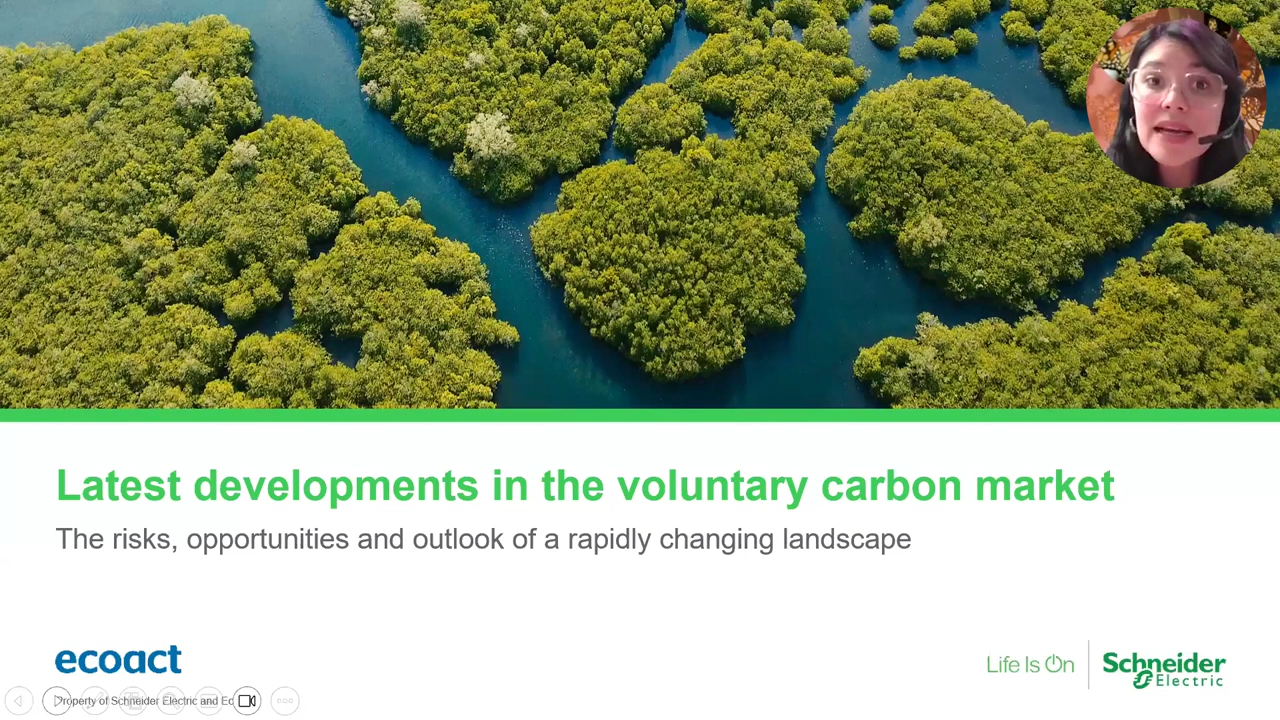 Latest developments in the voluntary carbon market
The risks, opportunities and outlook of a rapidly changing landscape
ecoact
Life Is On
Schneider
Electric
Property of Schneider Electric and Ec